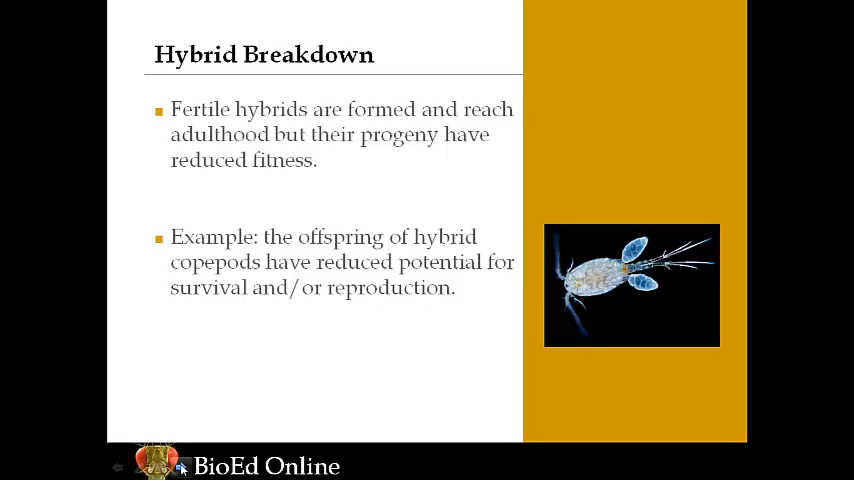 Hybrid Breakdown
Fertile hybrids are formed and reach
adulthood but their progeny have
reduced fitness.
Example: the offspring of hybrid
copepods have reduced potential for
survival and/or reproduction.
BioEd Online